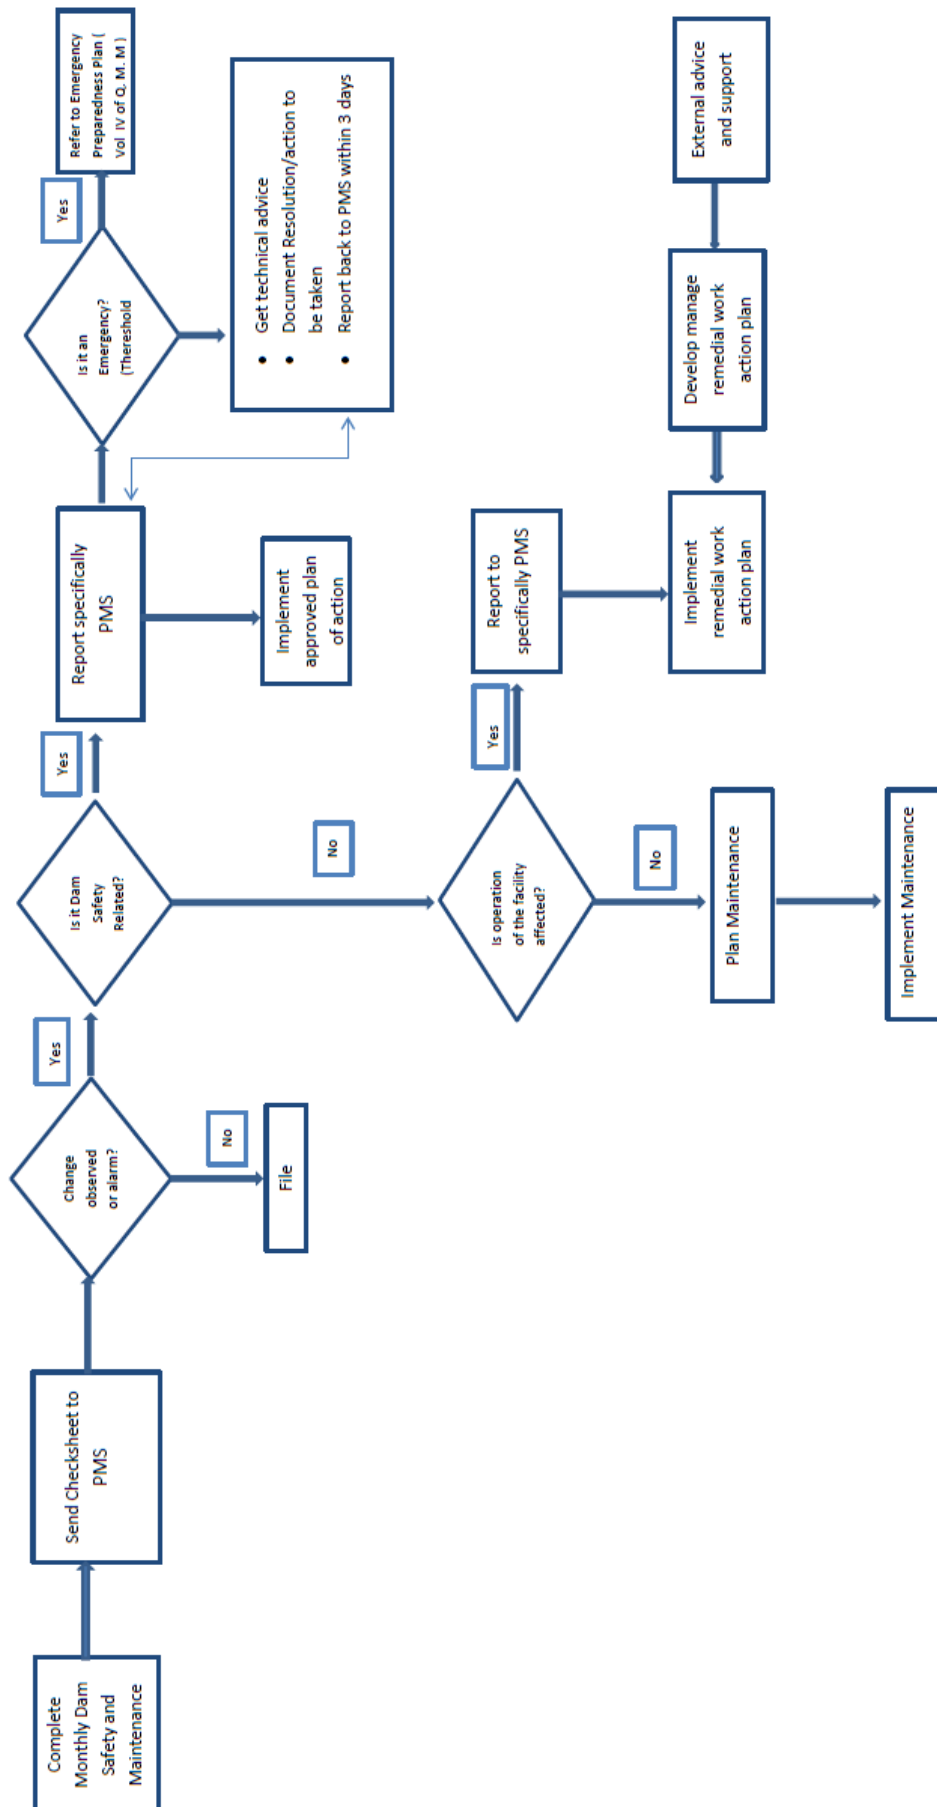 Complete
Monthly Dam
Safety and
Maintenance
Send Checksheet to
PMS
Change
observed
or alarm?
Yes
No
File
Is it Dam
Safety
Related?
Yes
No
Report specifically
PMS
Implement
approved plan
of action
Is it an
Emergency?
(Thereshold
Yes
Refer to Emergency
Preparedness Plan (
Vol IV of Q, M. M )
• Get technical advice
• Document Resolution/action to
be taken
• Report back to PMS within 3 days
Is operation
of the facility
affected?
Yes
No
Report to
specifically PMS
Plan Maintenance
Implement Maintenance
Implement
remedial work
action plan
Develop manage
remedial work
action plan
External advice
and support